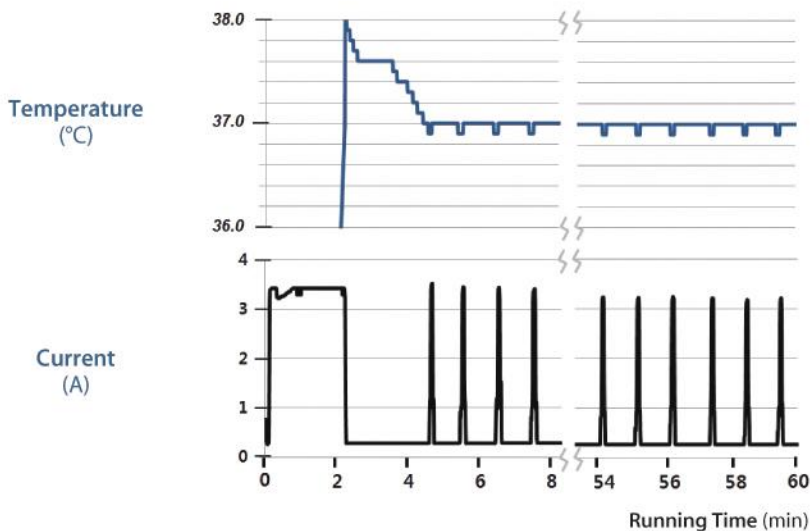 38.0
Temperature
(°C)
37.0
36.0
4
3
Current
(A)
2
1
0
0 2 4 6 8 54 56 58 60
Running Time (min)